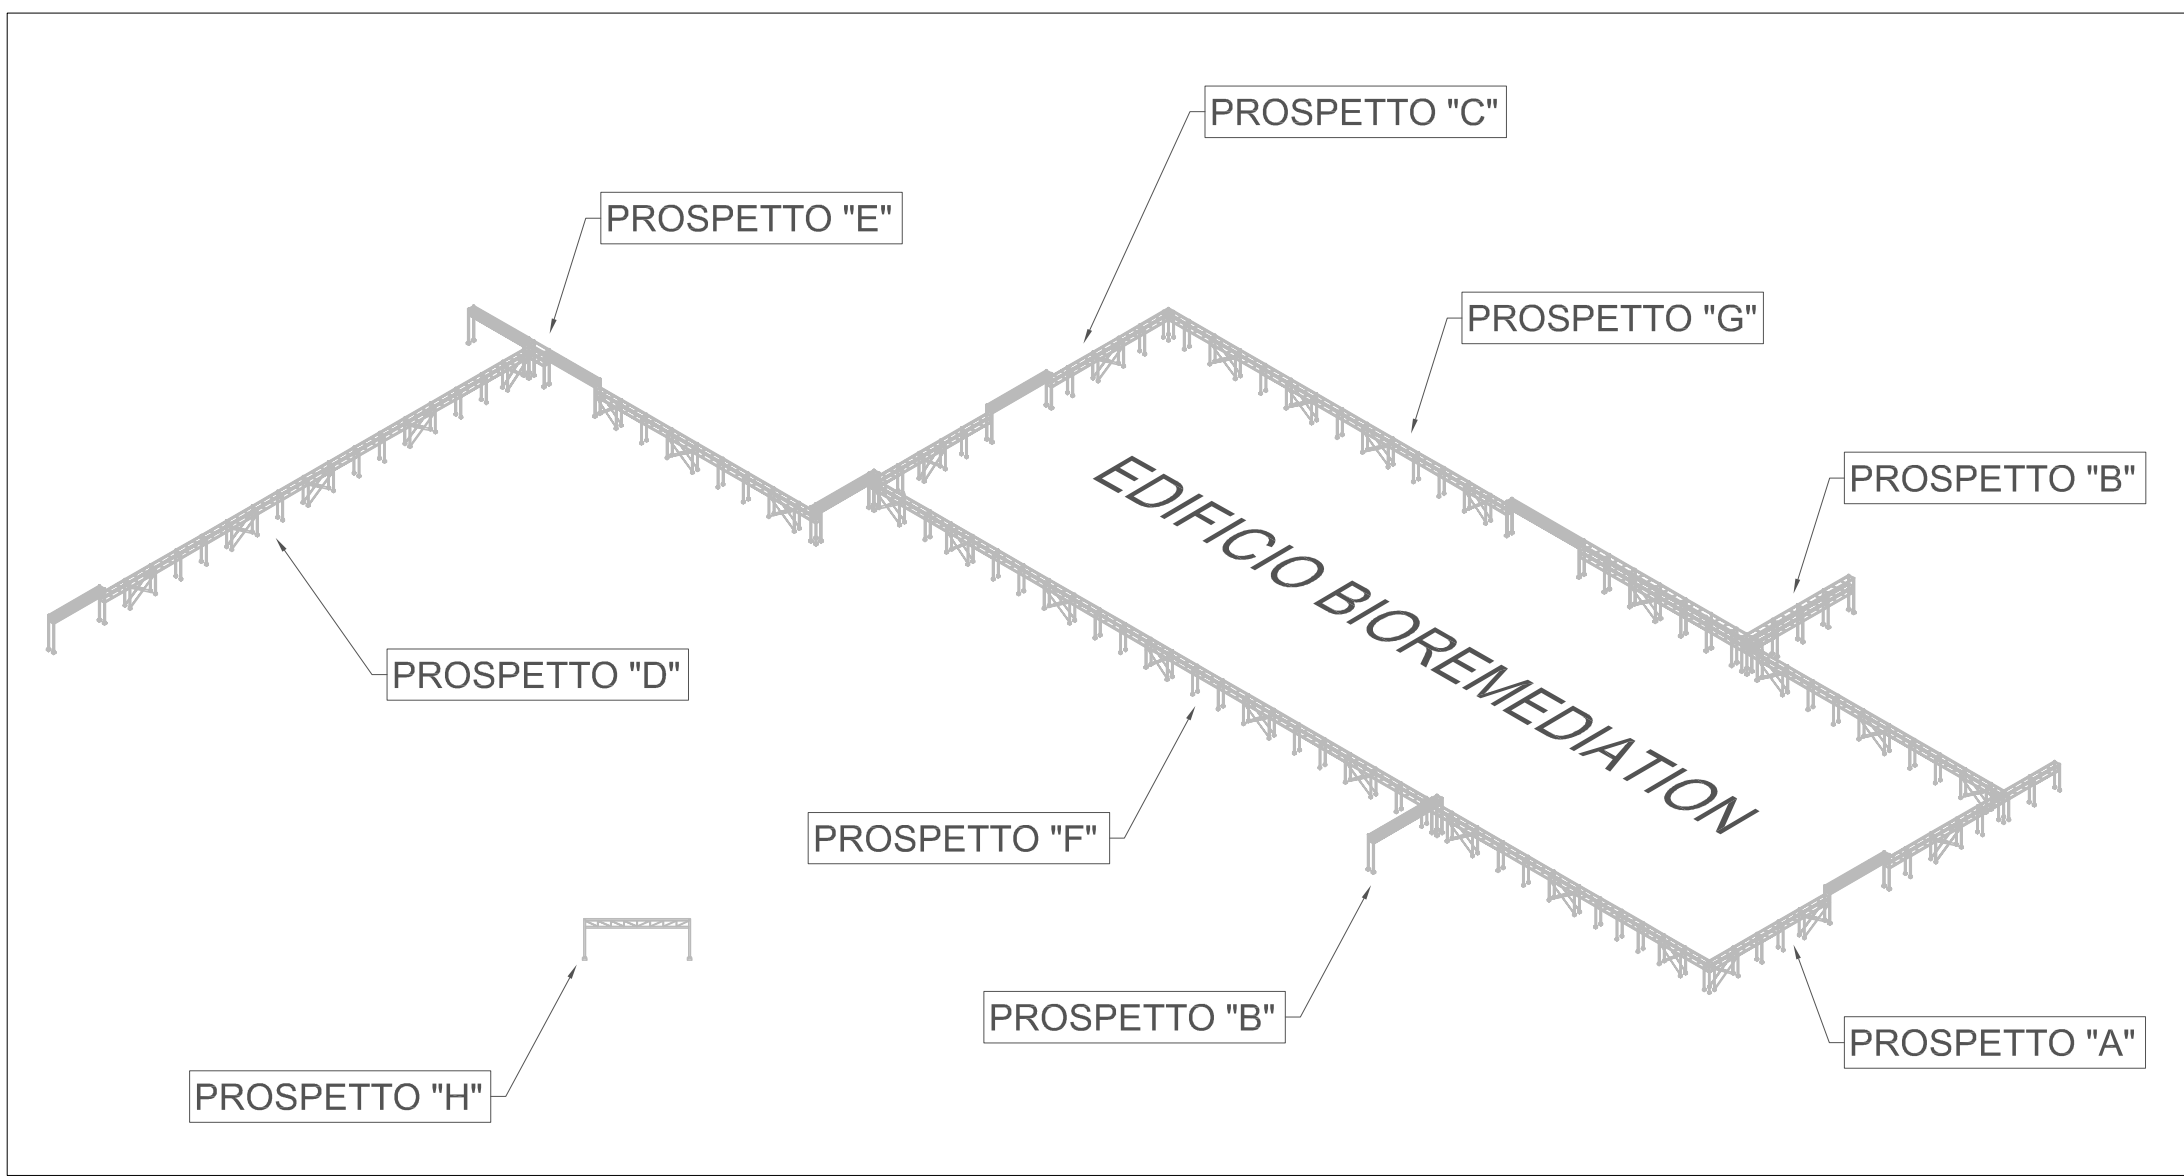 PROSPETTO "C"
PROSPETTO "E"
PROSPETTO "G"
PROSPETTO "B"
EDIFICIO BIOREMEDIATION
PROSPETTO "D"
PROSPETTO "F"
PROSPETTO "B"
PROSPETTO "A"
PROSPETTO "H"